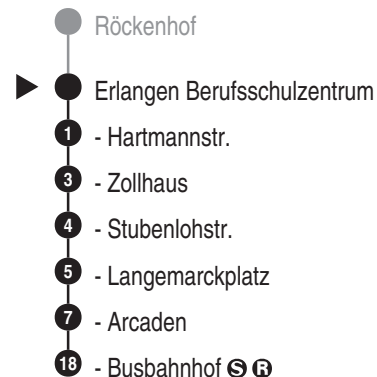 Röckenhof
Erlangen Berufsschulzentrum
1 - Hartmannstr.
3 - Zollhaus
4 - Stubenlohstr.
5 - Langemarckplatz
7 - Arcaden
18 - Busbahnhof S R